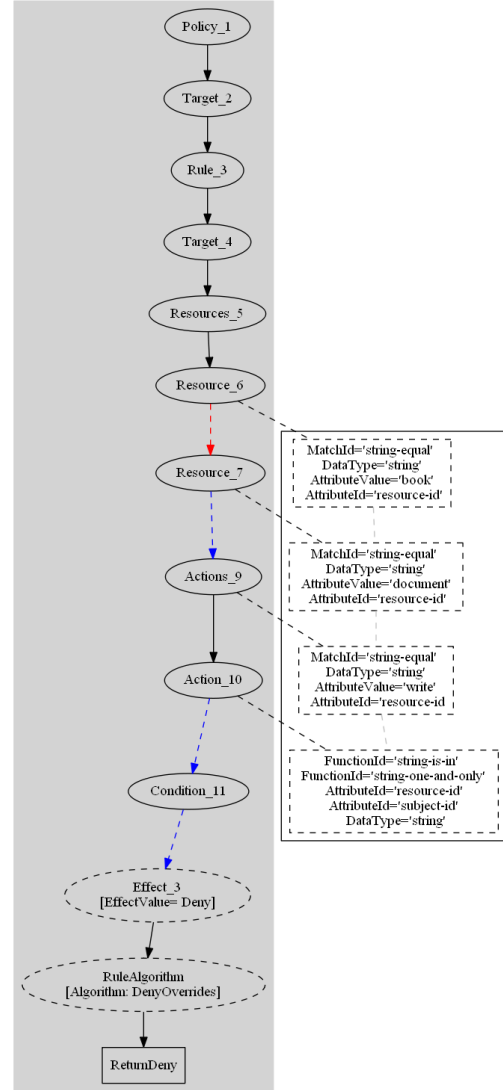 Policy_1
Target_2
Rule_3
Target_4
Resources_5
Resource_6
MatchId='string-equal'
DataType='string'
AttributeValue='book'
AttributeId='resource-id'
Resource_7
MatchId='string-equal'
DataType='string'
AttributeValue='document'
AttributeId='resource-id'
Actions_9
MatchId='string-equal'
DataType='string'
AttributeValue='write'
AttributeId='resource-id
Action_10
FunctionId='string-is-in'
FunctionId='string-one-and-only'
AttributeId='resource-id'
AttributeId='subject-id'
DataType='string'
Condition_11
Effect_3
[EffectValue= Deny]
RuleAlgorithm
[Algorithm: DenyOverrides]
ReturnDeny